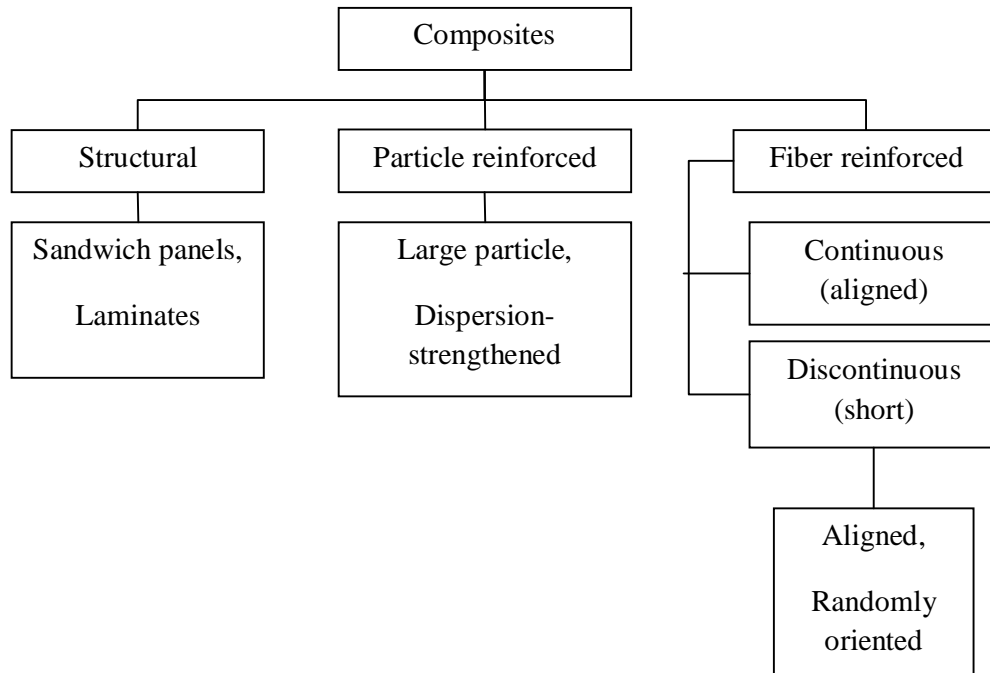 Composites
Structural
Particle reinforced
Fiber reinforced
Sandwich panels,
Laminates
Large particle,
Dispersion-
strengthened
Continuous
(aligned)
Discontinuous
(short)
Aligned,
Randomly
oriented